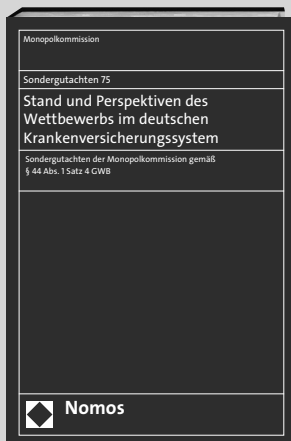 Monopolkommission
Sondergutachten 75
Stand und Perspektiven des
Wettbewerbs im deutschen
Krankenversicherungssystem
Sondergutachten der Monopolkommission gemäß
§ 44 Abs. 1 Satz 4 GWB
Nomos